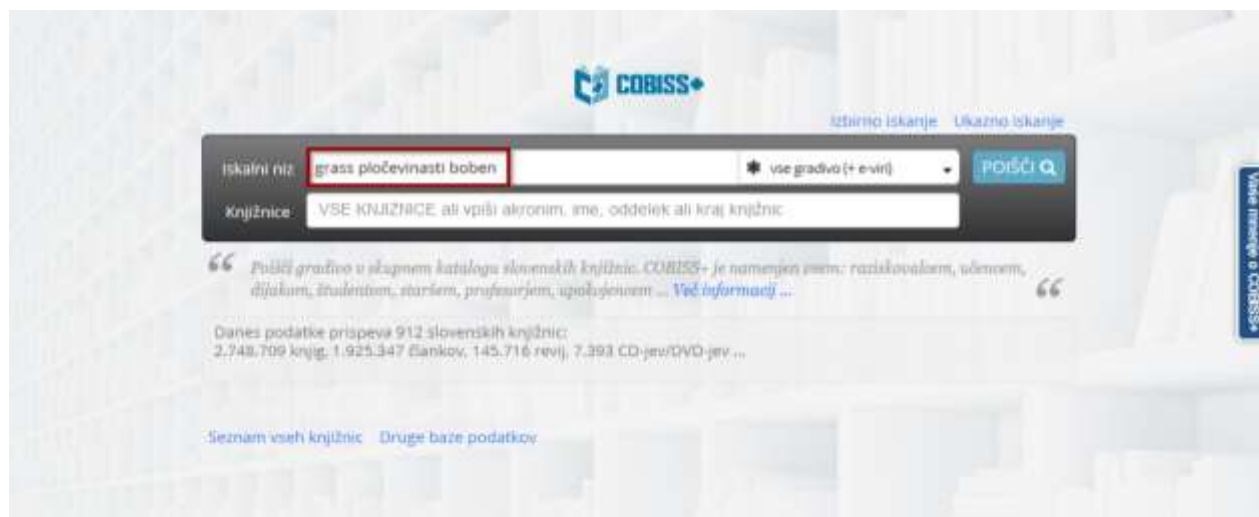 COBISS+
Izbirno iskanje Ukazno iskanje
Iskalni niz grass pločevinasti boben vse gradivo (+ e-viri) POIŠČI
Knjižnice VSE KNJIŽNICE ali vpiši akronim, ime, oddelek ali kraj knjižnic
Poišči gradivo v skupnem katalogu slovenskih knjižnic. COBISS+ je namenjen vsem: raziskovalcem, učencem,
dijakom, študentom, staršem, profesorjem, upokojencem ... Več informacij ...
Danes podatke prispeva 912 slovenskih knjižnic:
2.748.709 knjig, 1.925.347 člankov, 145.716 revij, 7.393 CD-jev/DVD-jev ...
Seznam vseh knjižnic Druge baze podatkov
Vaše mnenje o COBISS+